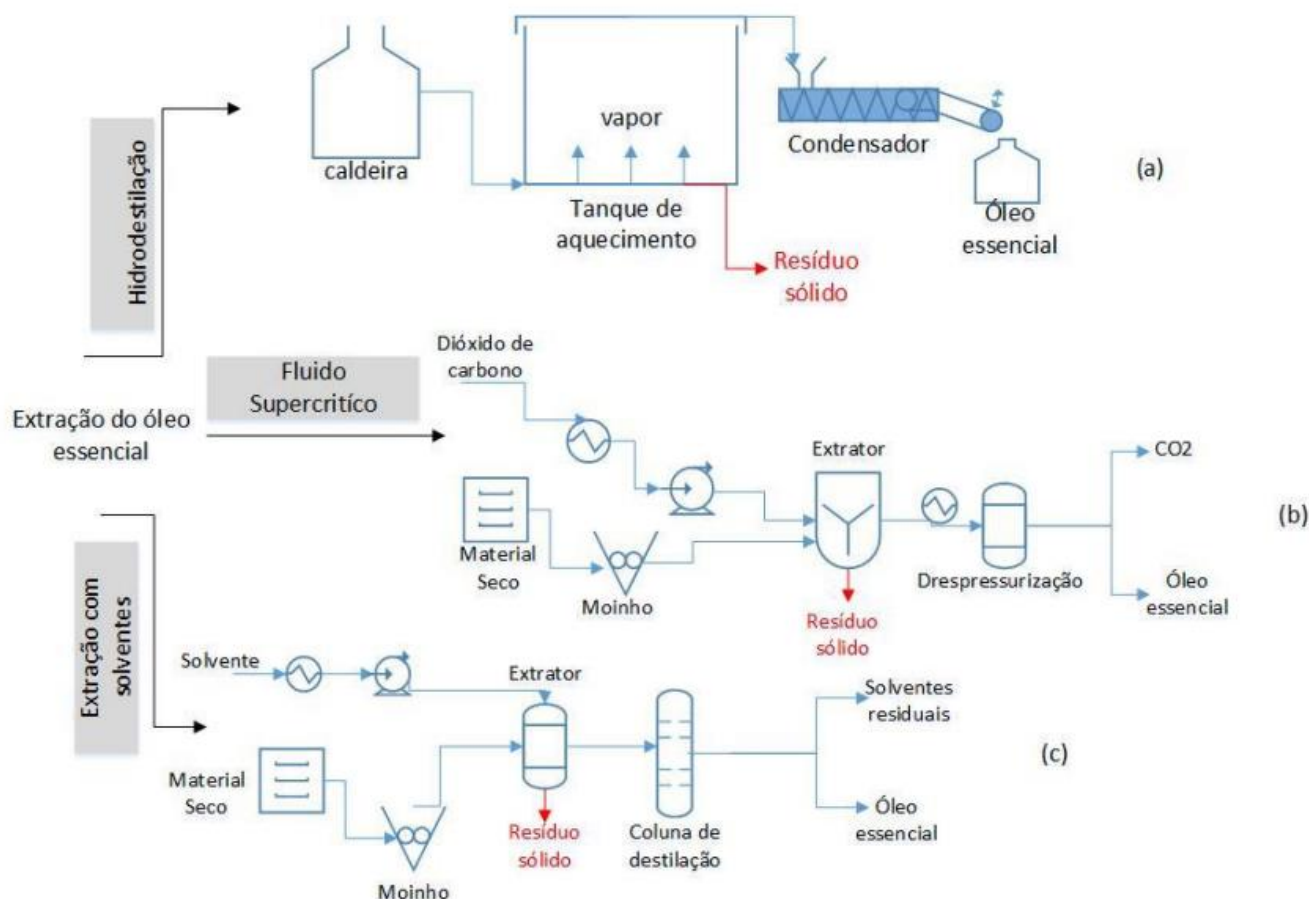 Hidrodestilação
caldeira
vapor
Tanque de
aquecimento
Condensador
Óleo
essencial
Resíduo
sólido
(a)
Extração do óleo
essencial
Fluido
Supercritíco
Dióxido de
carbono
Material
Seco
Moinho
Extrator
Resíduo
sólido
Drespressurização
CO2
Óleo
essencial
(b)
Extração com
solventes
Solvente
Material
Seco
Moinho
Extrator
Resíduo
sólido
Coluna de
destilação
Solventes
residuais
Óleo
essencial
(c)